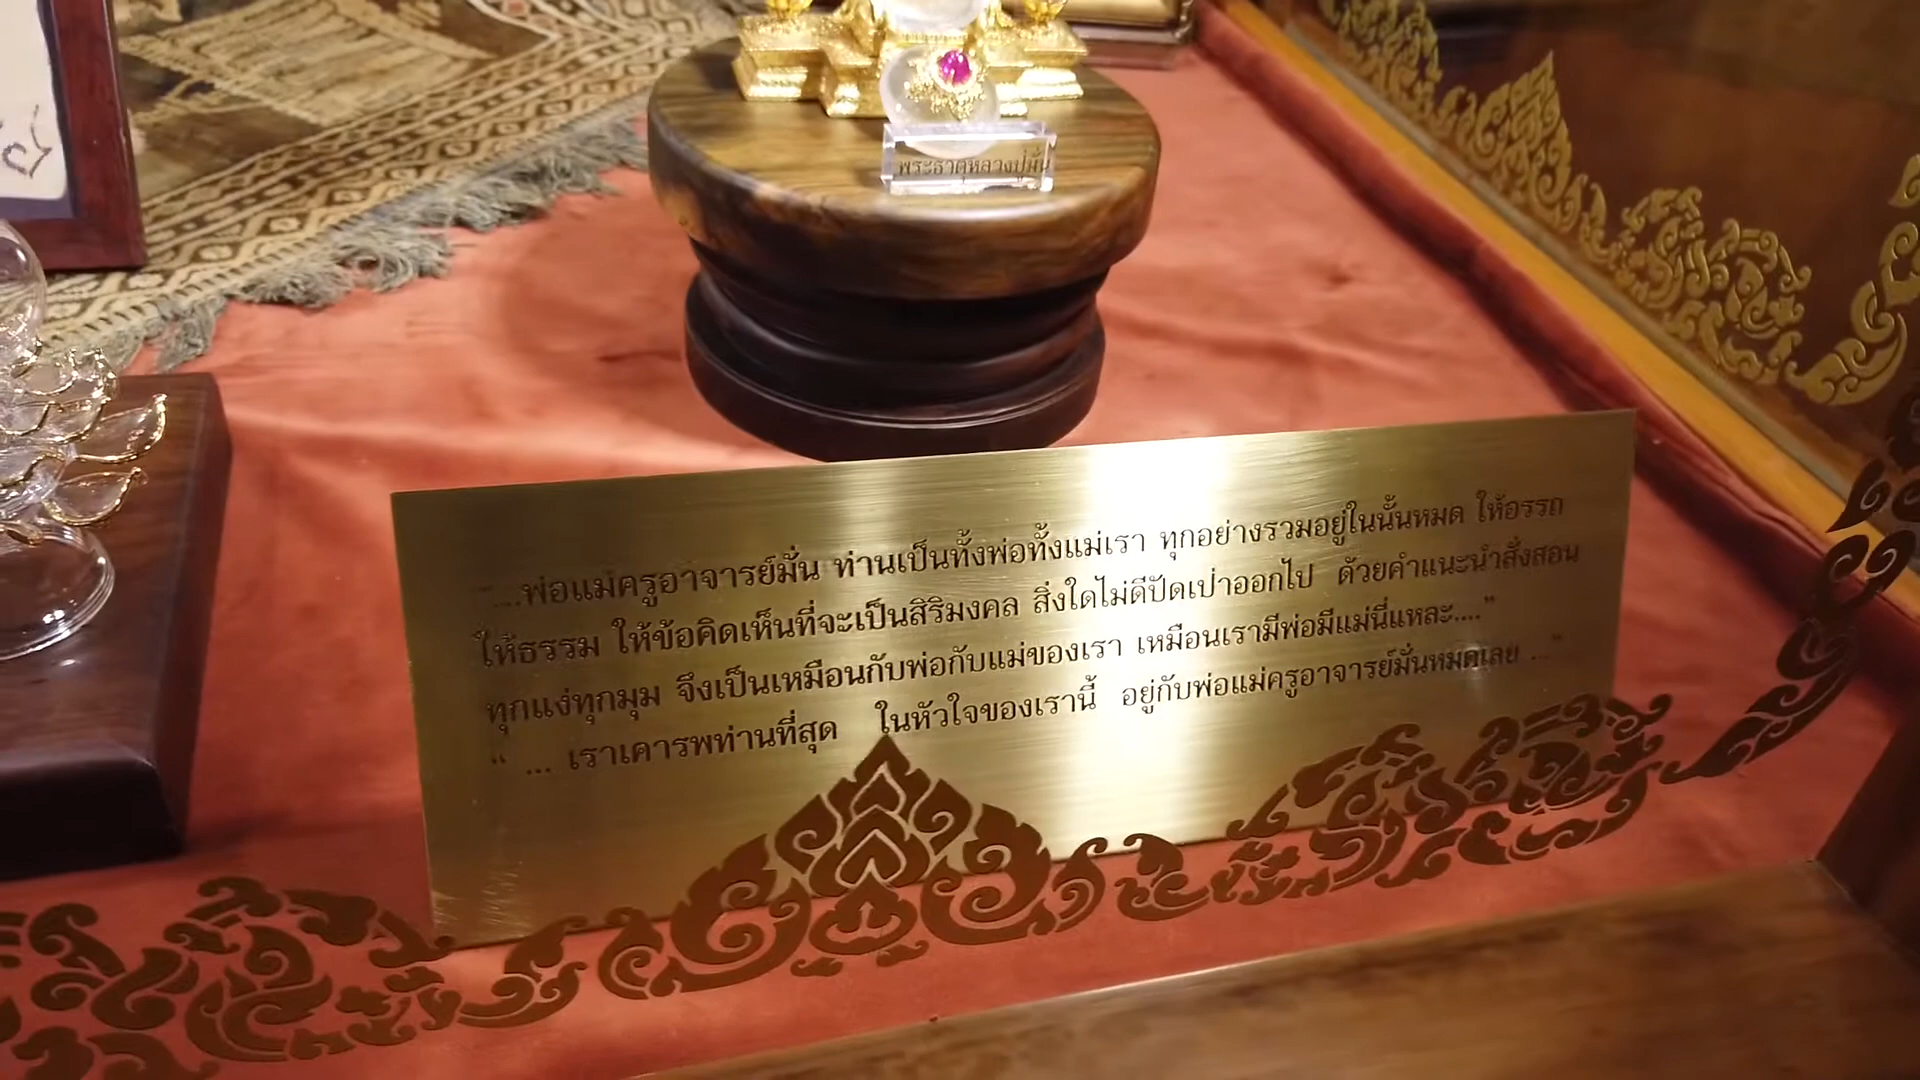 พระธาตุหลวงปู่มั่น
"....พ่อแม่ครูอาจารย์มั่น ท่านเป็นทั้งพ่อทั้งแม่เรา ทุกอย่างรวมอยู่ในนั้นหมด ให้อรรถ
ให้ธรรม ให้ข้อคิดเห็นที่จะเป็นสิริมงคล สิ่งใดไม่ดีปัดเป่าออกไป ด้วยคำแนะนำสั่งสอน
ทุกแง่ทุกมุม จึงเป็นเหมือนกับพ่อกับแม่ของเรา เหมือนเรามีพ่อมีแม่นี่แหละ...."
" ... เราเคารพท่านที่สุด ในหัวใจของเรานี้ อยู่กับพ่อแม่ครูอาจารย์มั่นหมดเลย ..."